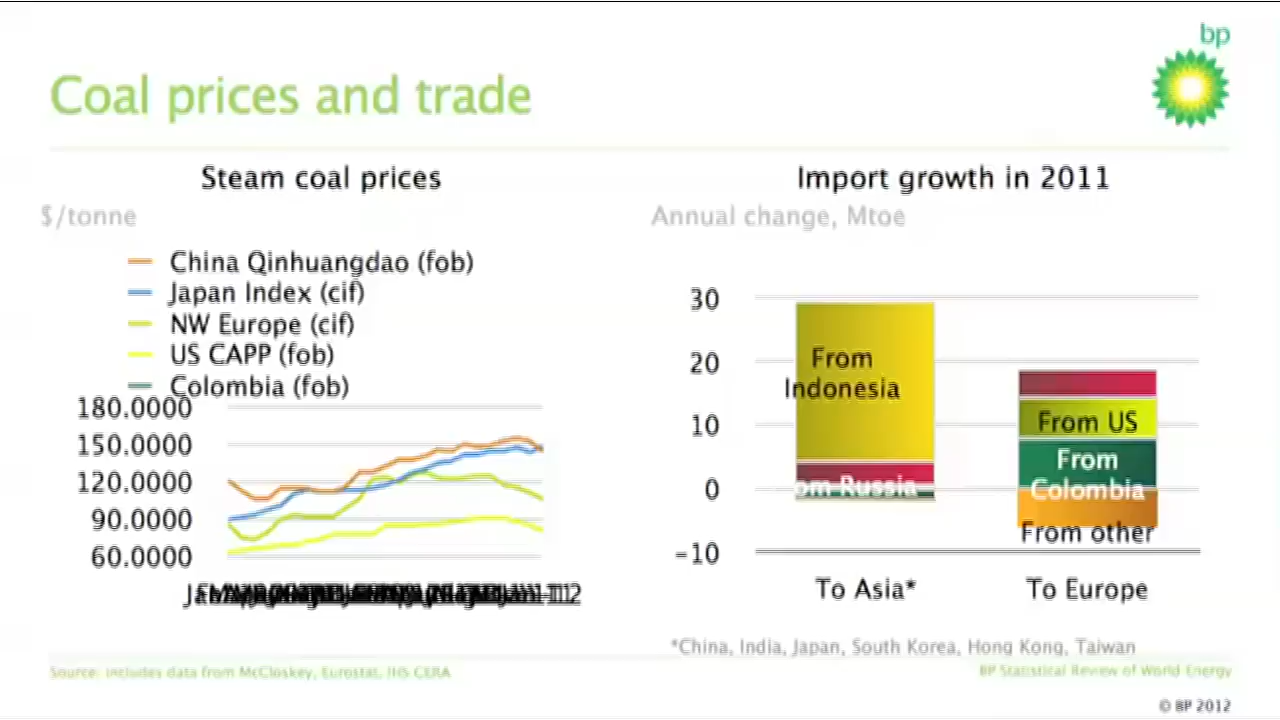 bp
Coal prices and trade
Steam coal prices
$/tonne
China Qinhuangdao (fob)
Japan Index (cif)
NW Europe (cif)
US CAPP (fob)
Colombia (fob)
180.0000
150.0000
120.0000
90.0000
60.0000
Import growth in 2011
Annual change, Mtoe
30
20
10
0
-10
From
Indonesia
om Russia
From US
From
Colombia
From other
To Asia*
To Europe
*China, India, Japan, South Korea, Hong Kong, Taiwan
Source: includes data from McCloskey, Eurostat, IHS CERA
BP Statistical Review of World Energy
© BP 2012